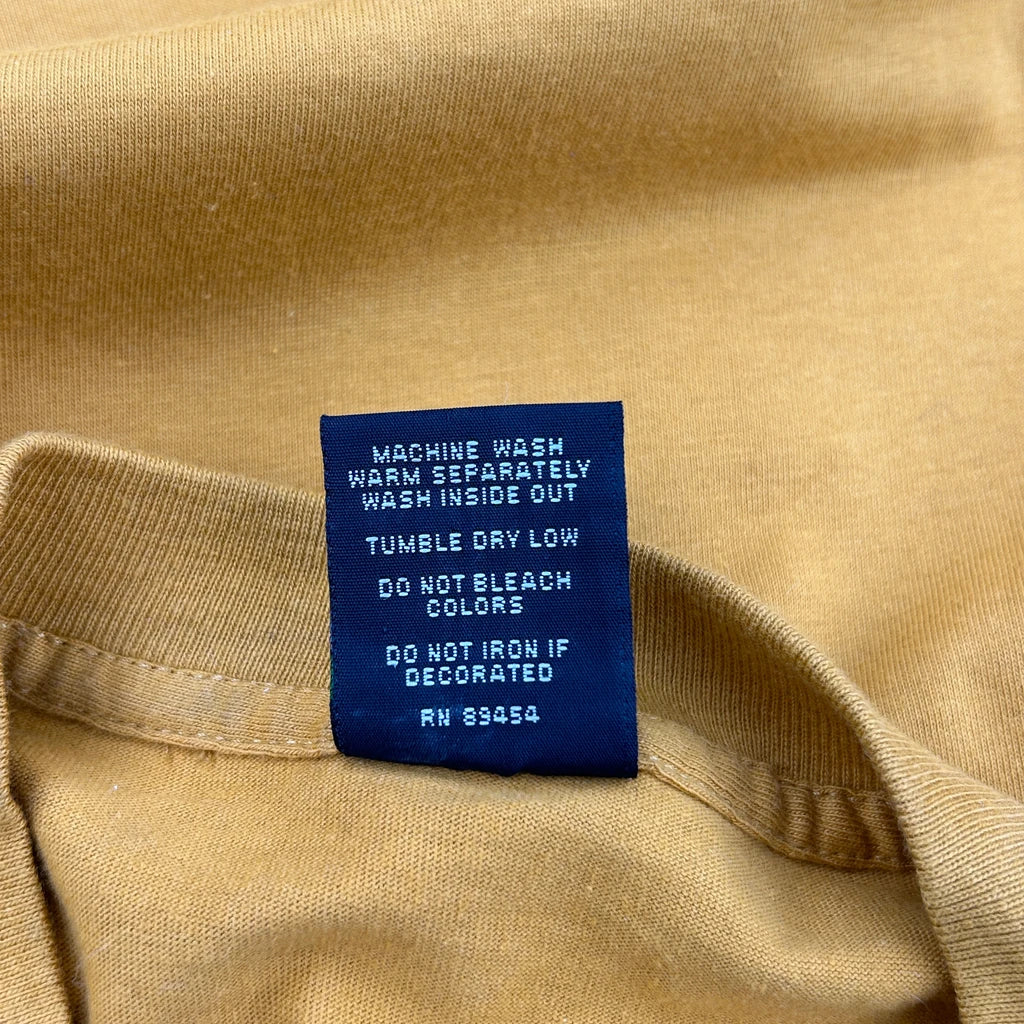 MACHINE WASH
WARM SEPARATELY
WASH INSIDE OUT
TUMBLE DRY LOW
DO NOT BLEACH
COLORS
DO NOT IRON IF
DECORATED
RN 89454